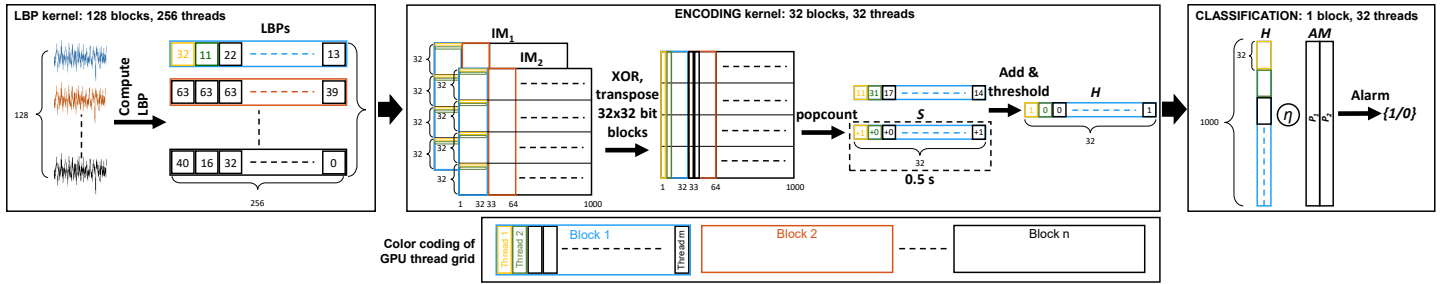 LBP kernel: 128 blocks, 256 threads
LBPs
32 11 22 13
63 63 63 39
40 16 32 0
128
Compute
LBP
256
ENCODING kernel: 32 blocks, 32 threads
IM1
IM2
32
32
32
32
32
32
32
32
1 32 33 64 1000
XOR,
transpose
32x32 bit
blocks
1 32 33 64 1000
popcount
11 31 17 14
S
+1 +0 +0 +1
32
0.5 s
Add &
threshold
H
1 0 0 1
32
CLASSIFICATION: 1 block, 32 threads
H AM
32
1000
η
P1
P2
Alarm
{1/0}
Color coding of
GPU thread grid
Thread 1
Thread 2
Block 1
Thread m
Block 2
Block n